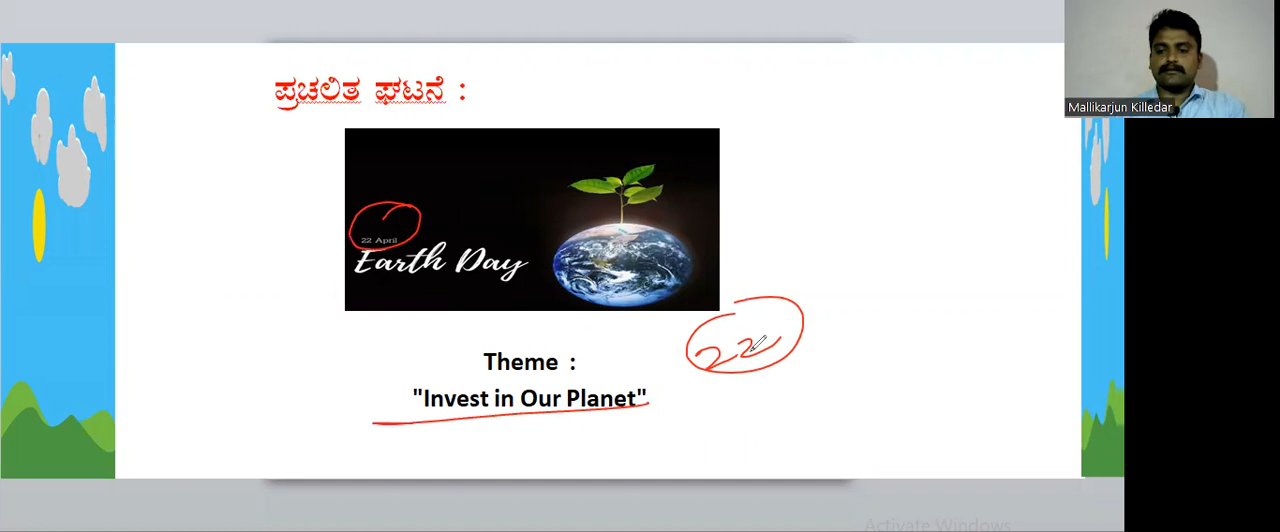 ಪ್ರಚಲಿತ ಘಟನೆ :
Mallikarjun Killedar
22 April
Earth Day
22
Theme :
"Invest in Our Planet"
Activate Windows